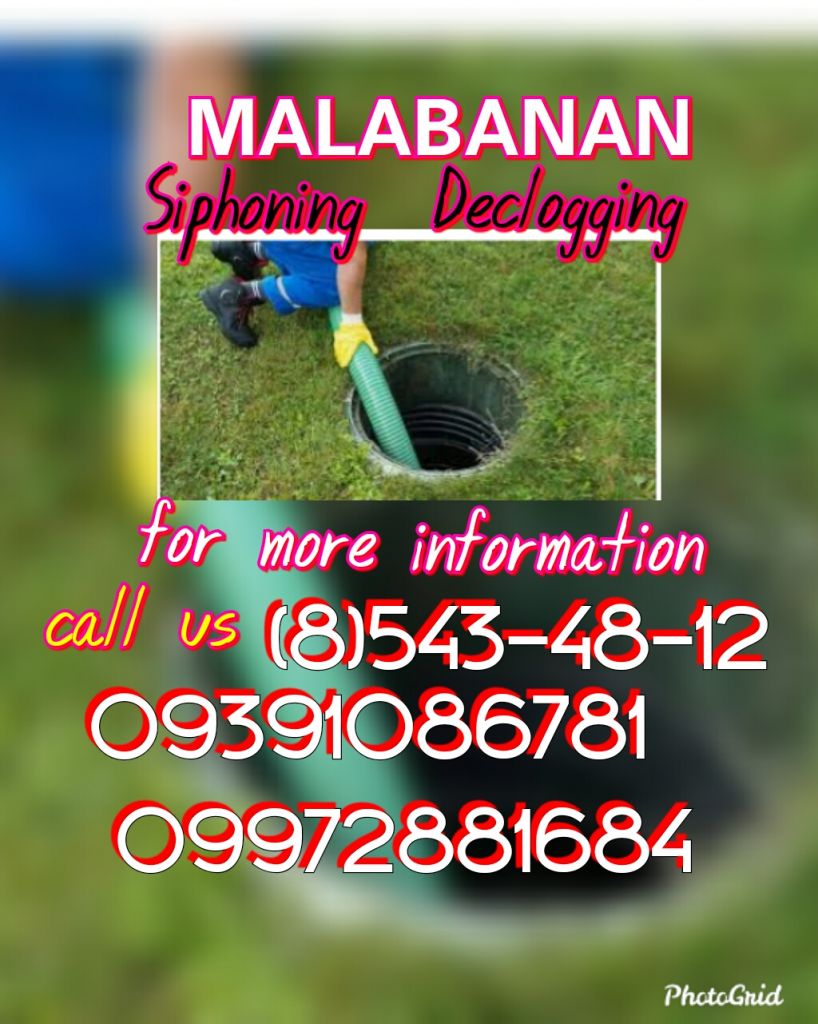 MALABANAN
Siphoning Declogging
for more information
call us (8)543-48-12
09391086781
09972881684
PhotoGrid